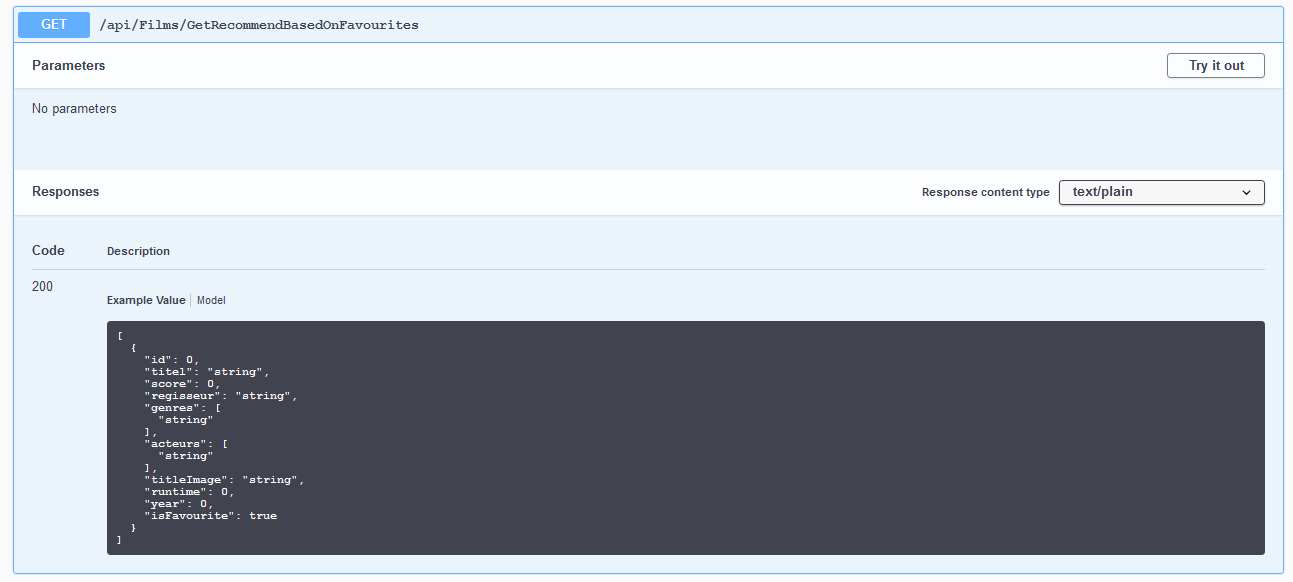 GET /api/Films/GetRecommendBasedOnFavourites
Parameters Try it out
No parameters
Responses Response content type text/plain
Code Description
200
Example Value Model
[
  {
    "id": 0,
    "titel": "string",
    "score": 0,
    "regisseur": "string",
    "genres": [
      "string"
    ],
    "acteurs": [
      "string"
    ],
    "titleImage": "string",
    "runtime": 0,
    "year": 0,
    "isFavourite": true
  }
]